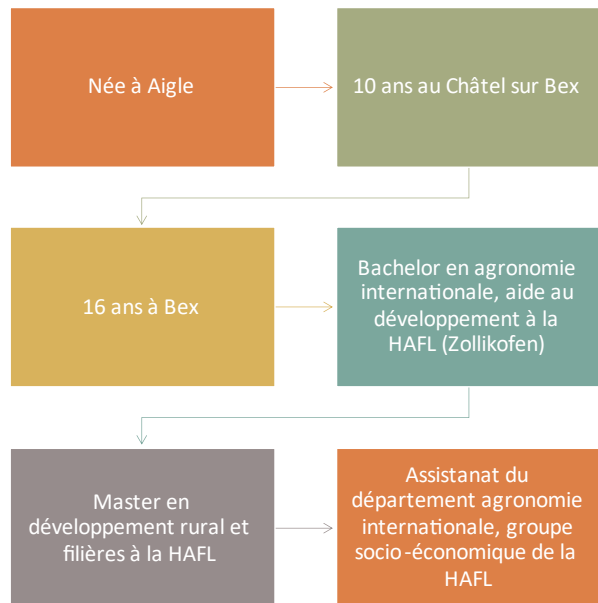 Née à Aigle
10 ans au Châtel sur Bex
16 ans à Bex
Bachelor en agronomie
internationale, aide au
développement à la
HAFL (Zollikofen)
Master en
développement rural et
filières à la HAFL
Assistanat du
département agronomie
internationale, groupe
socio-économique de la
HAFL